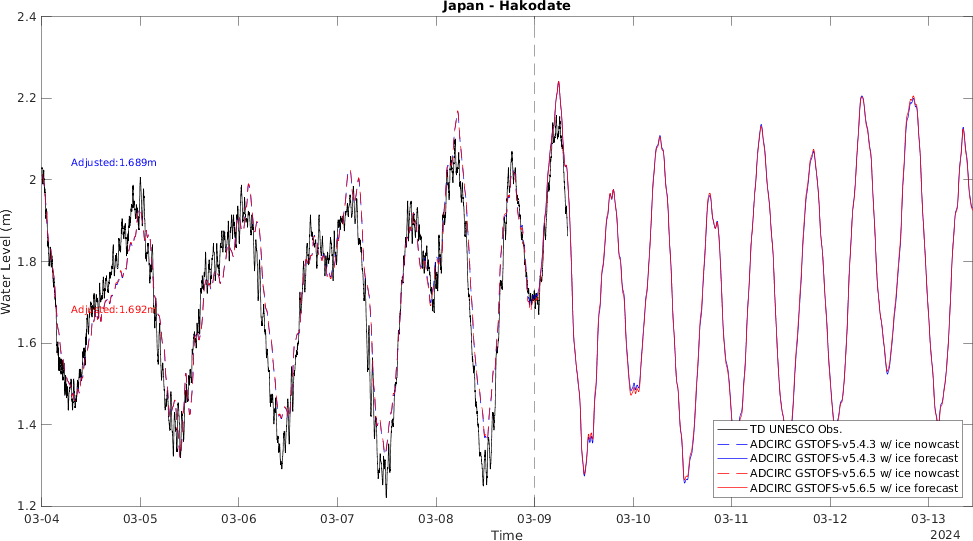 Japan - Hakodate
2.4
2.2
2
1.8
1.6
1.4
1.2
Water Level (m)
Adjusted:1.689m
Adjusted:1.692m
TD UNESCO Obs.
ADCIRC GSTOFS-v5.4.3 w/ ice nowcast
ADCIRC GSTOFS-v5.4.3 w/ ice forecast
ADCIRC GSTOFS-v5.6.5 w/ ice nowcast
ADCIRC GSTOFS-v5.6.5 w/ ice forecast
03-04 03-05 03-06 03-07 03-08 03-09 03-10 03-11 03-12 03-13
Time
2024